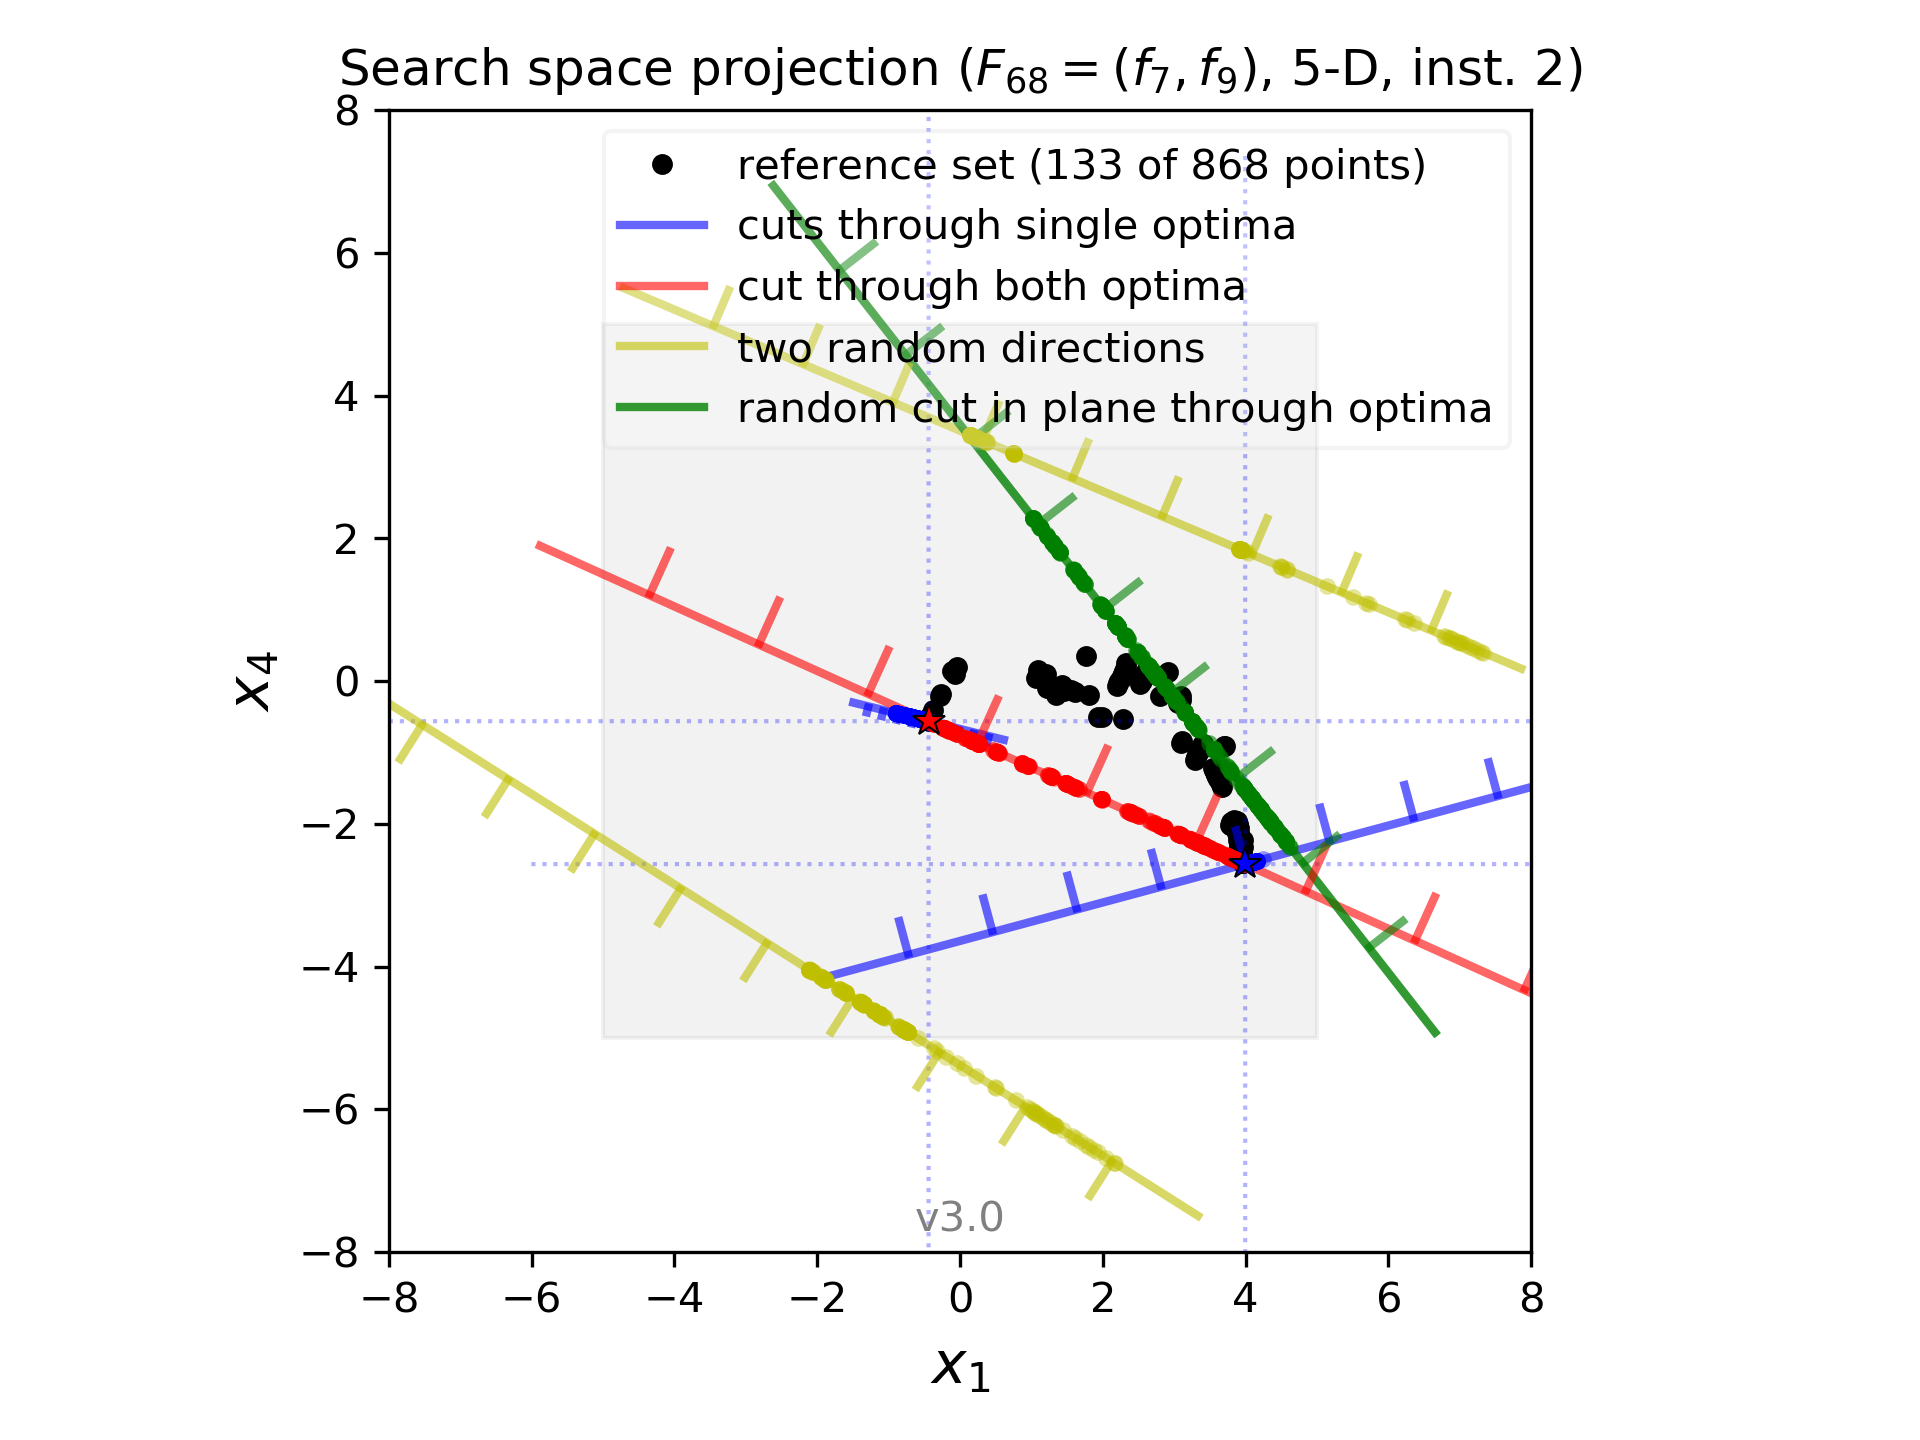 Search space projection (F68 = (f7, f9), 5-D, inst. 2)
reference set (133 of 868 points)
cuts through single optima
cut through both optima
two random directions
random cut in plane through optima
8
6
4
2
0
−2
−4
−6
−8
x4
v3.0
−8 −6 −4 −2 0 2 4 6 8
x1